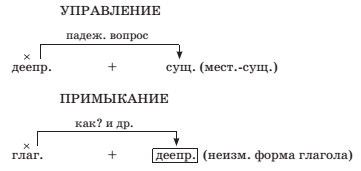 УПРАВЛЕНИЕ
падеж. вопрос
×
деепр. + сущ. (мест.-сущ.)
ПРИМЫКАНИЕ
как? и др.
×
глаг. + деепр. (неизм. форма глагола)